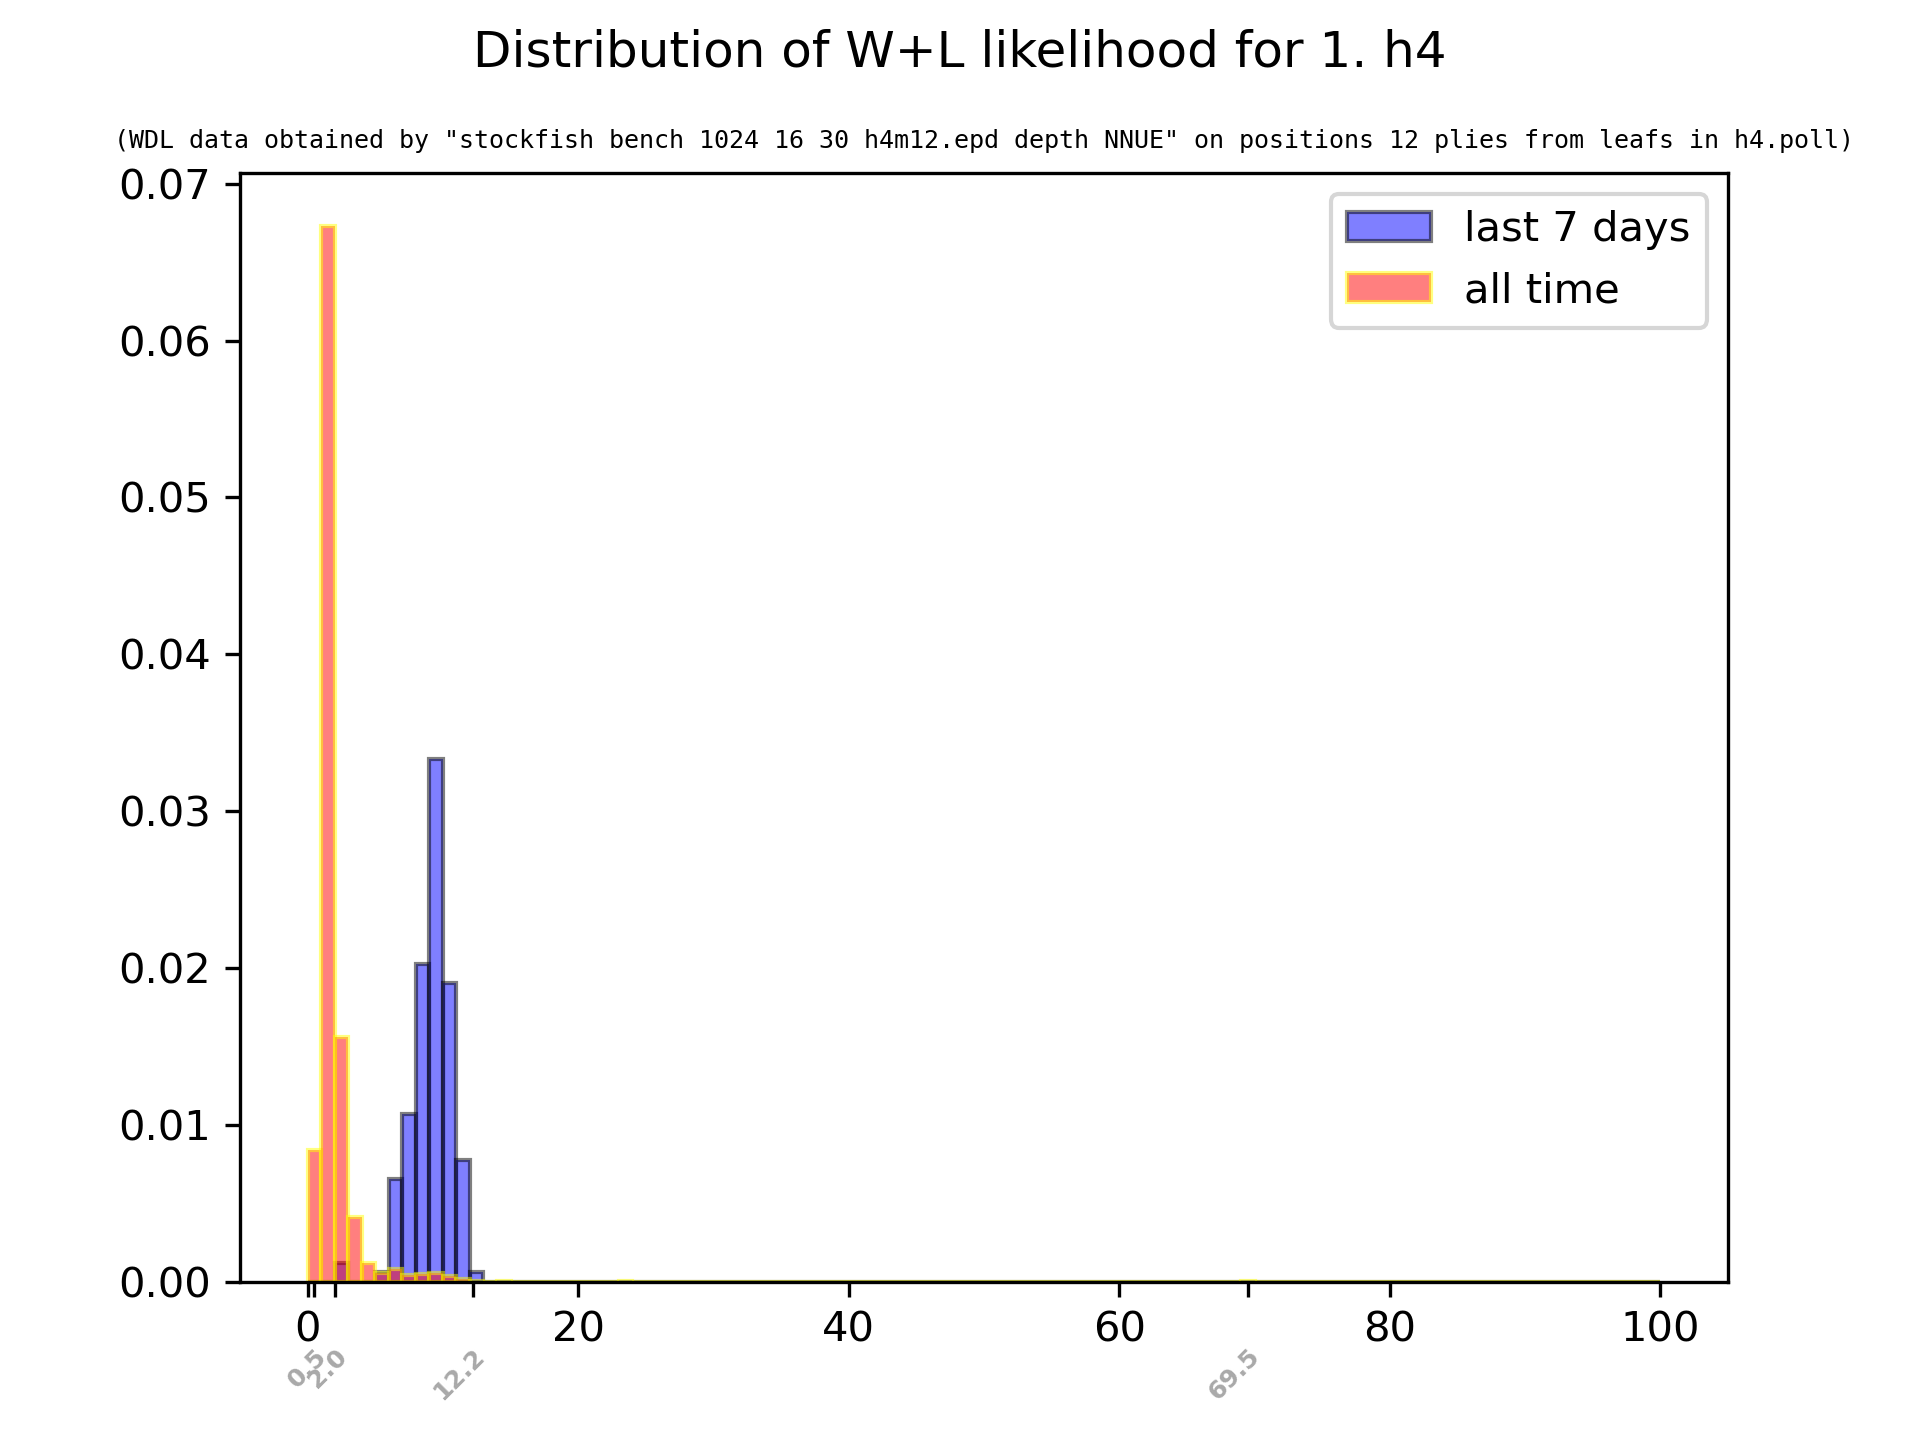 Distribution of W+L likelihood for 1. h4
(WDL data obtained by "stockfish bench 1024 16 30 h4m12.epd depth NNUE" on positions 12 plies from leafs in h4.poll)
last 7 days
all time
0.07
0.06
0.05
0.04
0.03
0.02
0.01
0.00
0 20 40 60 80 100
0.5 2.0 12.2 69.5